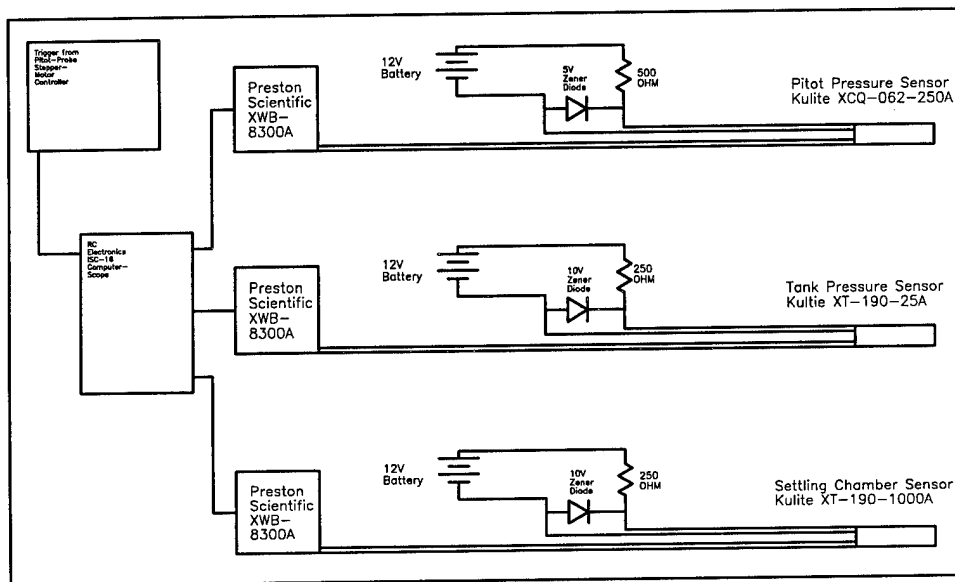 Trigger from
Pitot-Probe
Stepper-
Motor
Controller
Preston
Scientific
XWB-
8300A
12V
Battery
5V
Zener
Diode
500
OHM
Pitot Pressure Sensor
Kulite XCQ-062-250A
RC
Electronics
ISC-16
Computer-
Scope
Preston
Scientific
XWB-
8300A
12V
Battery
10V
Zener
Diode
250
OHM
Tank Pressure Sensor
Kultie XT-190-25A
Preston
Scientific
XWB-
8300A
12V
Battery
10V
Zener
Diode
250
OHM
Settling Chamber Sensor
Kulite XT-190-1000A